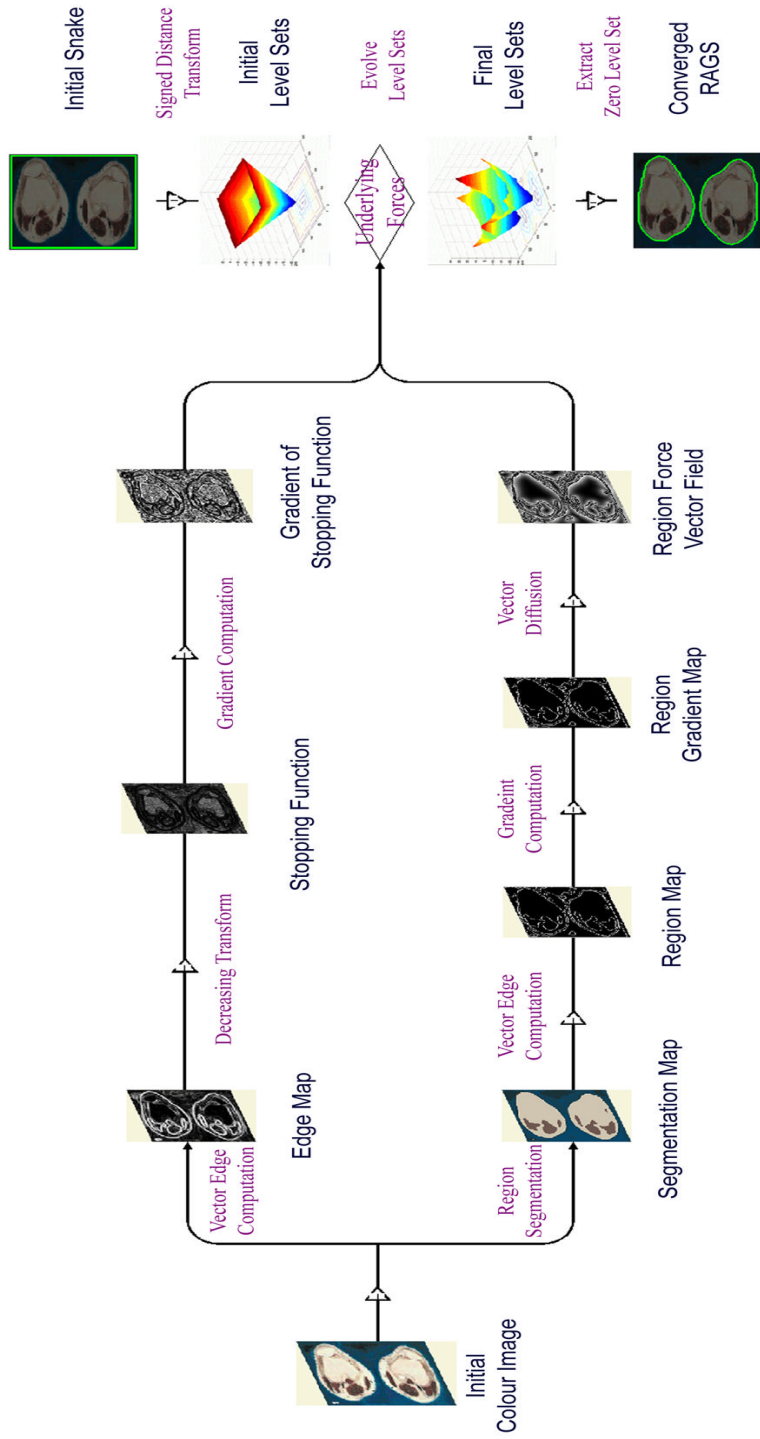 Initial
Colour Image
Vector Edge
Computation
Edge Map
Decreasing Transform
Stopping Function
Gradient Computation
Gradient of
Stopping Function
Region
Segmentation
Segmentation Map
Vector Edge
Computation
Region Map
Gradeint
Computation
Region
Gradient Map
Vector
Diffusion
Region Force
Vector Field
Initial Snake
Signed Distance
Transform
Initial
Level Sets
Underlying
Forces
Evolve
Level Sets
Final
Level Sets
Extract
Zero Level Set
Converged
RAGS